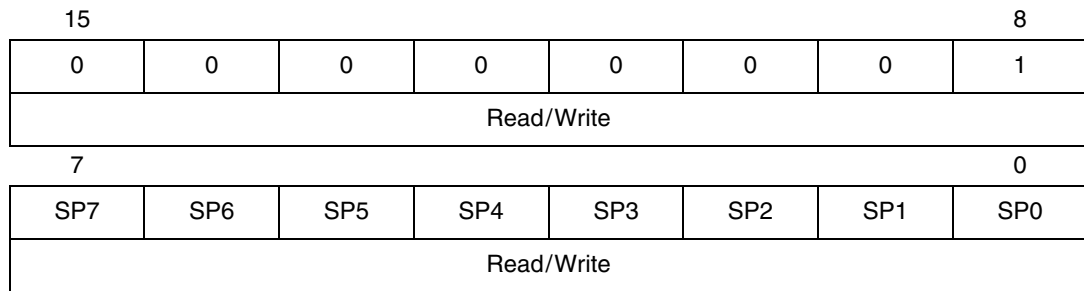 15 8
0 0 0 0 0 0 0 1
Read/Write
7 0
SP7 SP6 SP5 SP4 SP3 SP2 SP1 SP0
Read/Write